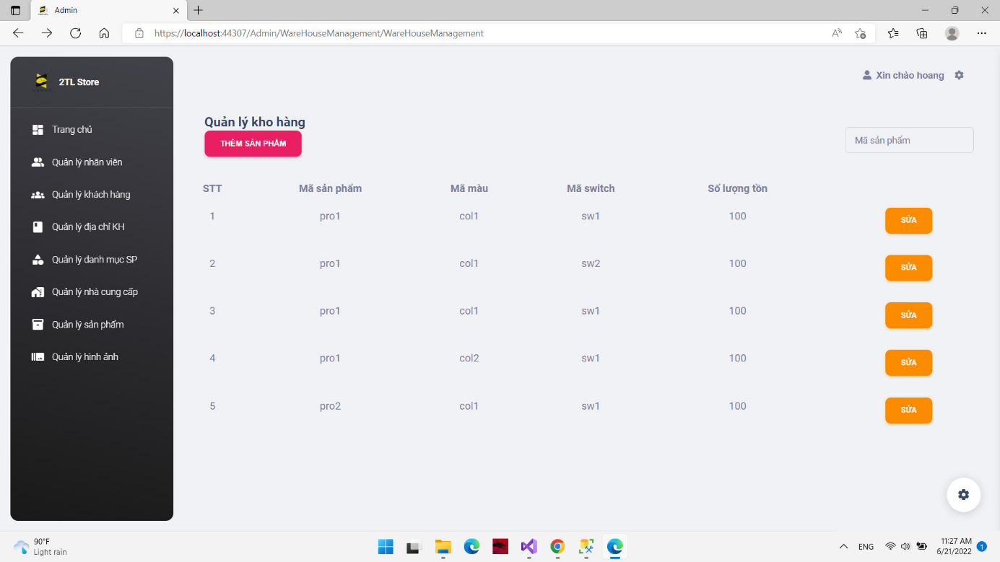 Admin
https://localhost:44307/Admin/WareHouseManagement/WareHouseManagement
2TL Store
Trang chủ
Quản lý nhân viên
Quản lý khách hàng
Quản lý địa chỉ KH
Quản lý danh mục SP
Quản lý nhà cung cấp
Quản lý sản phẩm
Quản lý hình ảnh
Xin chào hoang
Quản lý kho hàng
THÊM SẢN PHẨM
Mã sản phẩm
STT Mã sản phẩm Mã màu Mã switch Số lượng tồn
1 pro1 col1 sw1 100 SỬA
2 pro1 col1 sw2 100 SỬA
3 pro1 col1 sw1 100 SỬA
4 pro1 col2 sw1 100 SỬA
5 pro2 col1 sw1 100 SỬA
90°F
Light rain
ENG
11:27 AM
6/21/2022
1